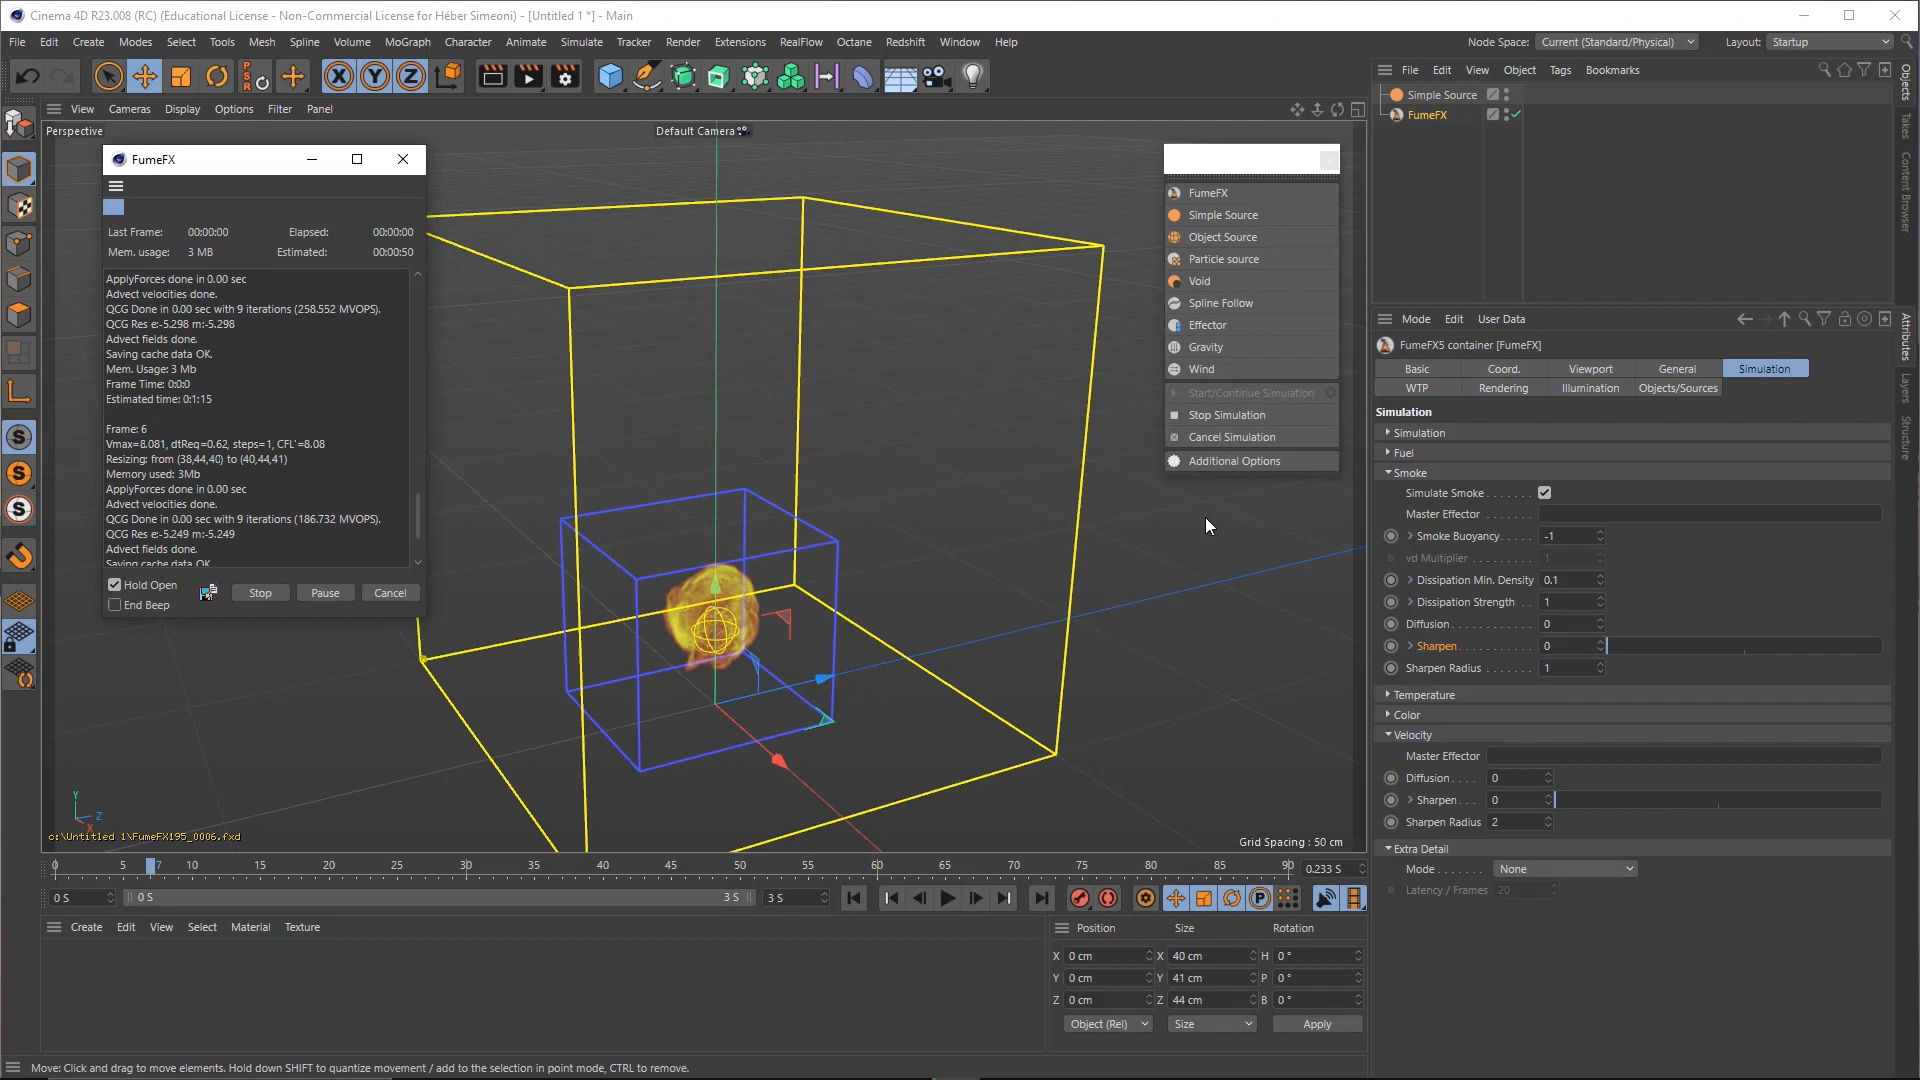 Cinema 4D R23.008 (RC) (Educational License - Non-Commercial License for Héber Simeoni) - [Untitled 1 *] - Main
File Edit Create Modes Select Tools Mesh Spline Volume MoGraph Character Animate Simulate Tracker Render Extensions RealFlow Octane Redshift Window Help
Node Space: Current (Standard/Physical) Layout: Startup
PSR X Y Z
View Cameras Display Options Filter Panel
Perspective
Default Camera
FumeFX
Last Frame: 00:00:00 Elapsed: 00:00:00
Mem. usage: 3 MB Estimated: 00:00:50
ApplyForces done in 0.00 sec
Advect velocities done.
QCG Done in 0.00 sec with 9 iterations (258.552 MVOPS).
QCG Res e:-5.298 m:-5.298
Advect fields done.
Saving cache data OK.
Mem. Usage: 3 Mb
Frame Time: 0:0:0
Estimated time: 0:1:15
Frame: 6
Vmax=8.081, dtReq=0.62, steps=1, CFL'=8.08
Resizing: from (38,44,40) to (40,44,41)
Memory used: 3Mb
ApplyForces done in 0.00 sec
Advect velocities done.
QCG Done in 0.00 sec with 9 iterations (186.732 MVOPS).
QCG Res e:-5.249 m:-5.249
Advect fields done.
Saving cache data OK.
Hold Open
Stop Pause Cancel
End Beep
FumeFX
Simple Source
Object Source
Particle source
Void
Spline Follow
Effector
Gravity
Wind
Start/Continue Simulation
Stop Simulation
Cancel Simulation
Additional Options
Y
Z
X
c:\Untitled 1\FumeFX195_0006.fxd
Grid Spacing : 50 cm
0 5 7 10 15 20 25 30 35 40 45 50 55 60 65 70 75 80 85 90 0.233 S
0 S 0 S 3 S 3 S
P
Create Edit View Select Material Texture
Position Size Rotation
X 0 cm X 40 cm H 0 °
Y 0 cm Y 41 cm P 0 °
Z 0 cm Z 44 cm B 0 °
Object (Rel) Size Apply
Move: Click and drag to move elements. Hold down SHIFT to quantize movement / add to the selection in point mode, CTRL to remove.
File Edit View Object Tags Bookmarks
Simple Source
FumeFX
Objects
Takes
Content Browser
Mode Edit User Data
FumeFX5 container [FumeFX]
Basic Coord. Viewport General Simulation
WTP Rendering Illumination Objects/Sources
Simulation
Simulation
Fuel
Smoke
Simulate Smoke . . . . . . .
Master Effector . . . . . . .
Smoke Buoyancy. . . . . -1
vd Multiplier . . . . . . . . . 1
Dissipation Min. Density 0.1
Dissipation Strength . . 1
Diffusion . . . . . . . . . . . . 0
Sharpen. . . . . . . . . . . 0
Sharpen Radius . . . . . . 1
Temperature
Color
Velocity
Master Effector
Diffusion . . . . 0
Sharpen. . . 0
Sharpen Radius 2
Extra Detail
Mode . . . . . . . None
Latency / Frames 20
Attributes
Layers
Structure